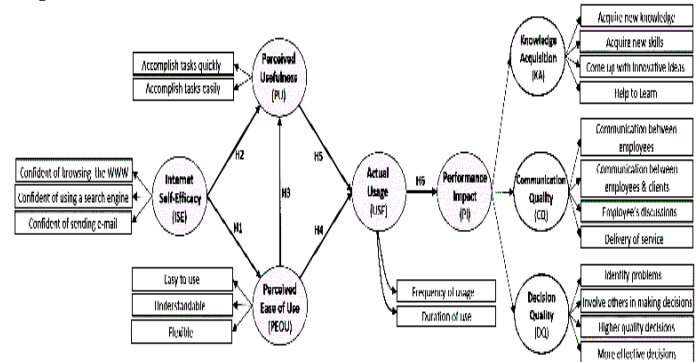 Accomplish tasks quickly
Accomplish tasks easily
Perceived
Usefulness
(PU)
Confident of browsing the WWW
Confident of using a search engine
Confident of sending e-mail
Internet
Self-Efficacy
(ISE)
H2
H1
H3
H5
H4
Easy to use
Understandable
Flexible
Perceived
Ease of Use
(PEOU)
Actual
Usage
(USE)
H6
Performance
Impact
(PI)
Frequency of usage
Duration of use
Knowledge
Acquisition
(KA)
Acquire new knowledge
Acquire new skills
Come up with Innovative Ideas
Help to Learn
Communication
Quality
(CQ)
Communication between
employees
Communication between
employees & clients
Employee's discussions
Delivery of service
Decision
Quality
(DQ)
Identify problems
Involve others in making decisions
Higher quality decisions
More effective decisions